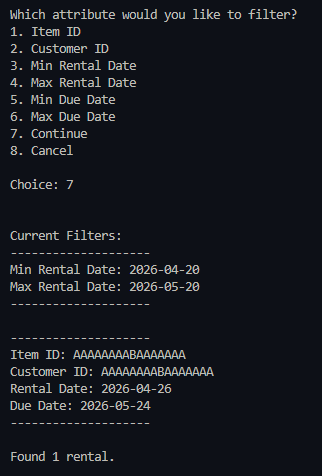 Which attribute would you like to filter?
1. Item ID
2. Customer ID
3. Min Rental Date
4. Max Rental Date
5. Min Due Date
6. Max Due Date
7. Continue
8. Cancel

Choice: 7

Current Filters:
--------------------
Min Rental Date: 2026-04-20
Max Rental Date: 2026-05-20
--------------------

--------------------
Item ID: AAAAAAAABAAAAAAA
Customer ID: AAAAAAAABAAAAAAA
Rental Date: 2026-04-26
Due Date: 2026-05-24
--------------------

Found 1 rental.